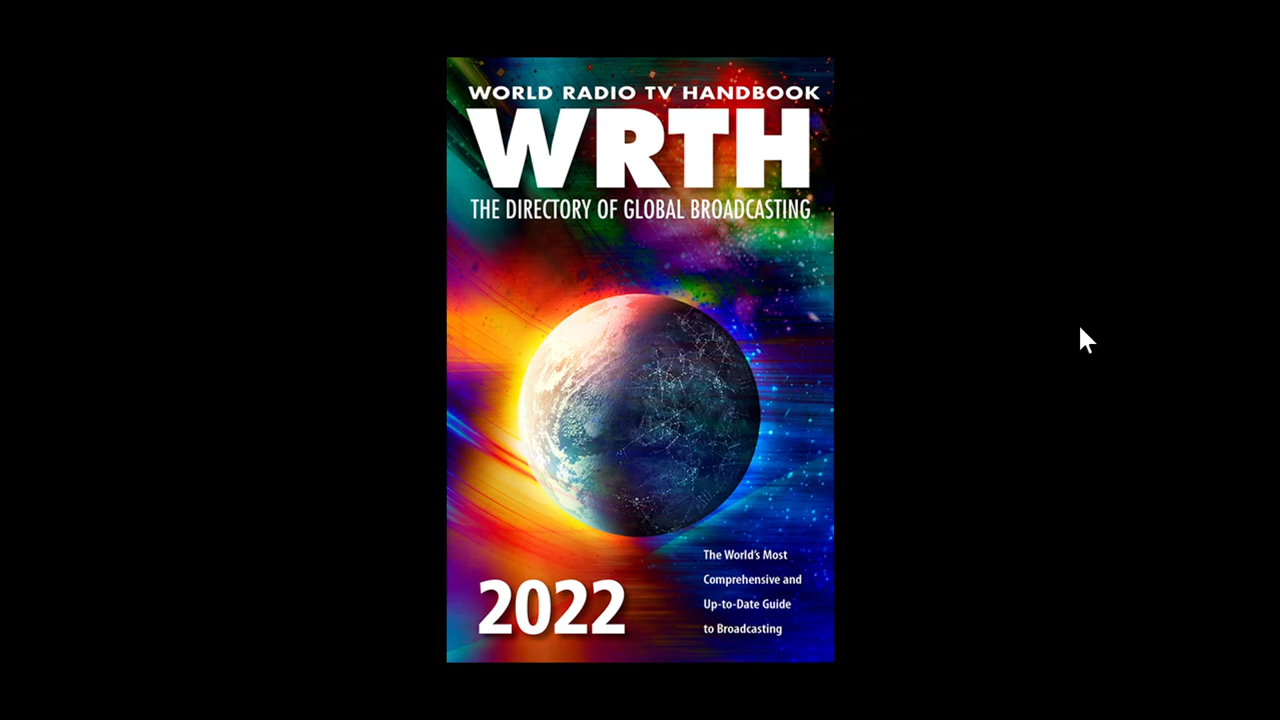 WORLD RADIO TV HANDBOOK
WRTH
THE DIRECTORY OF GLOBAL BROADCASTING
The World's Most
Comprehensive and
Up-to-Date Guide
to Broadcasting
2022